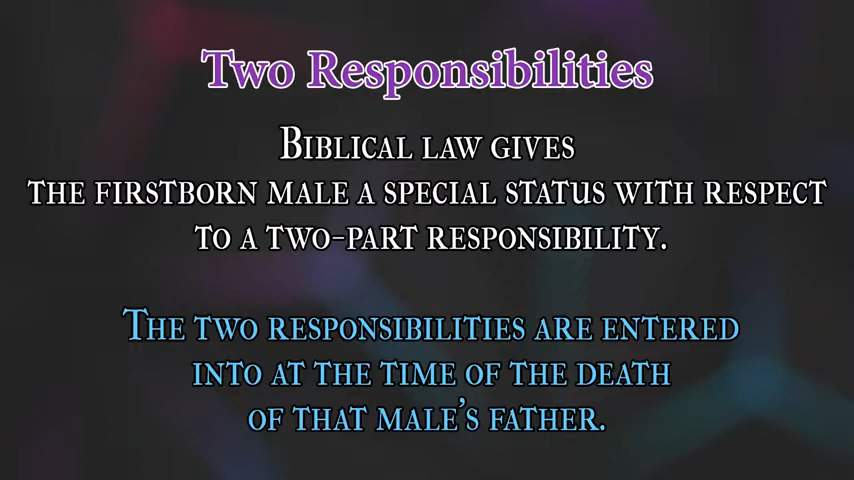 Two Responsibilities
Biblical law gives
the firstborn male a special status with respect
to a two-part responsibility.
The two responsibilities are entered
into at the time of the death
of that male's father.